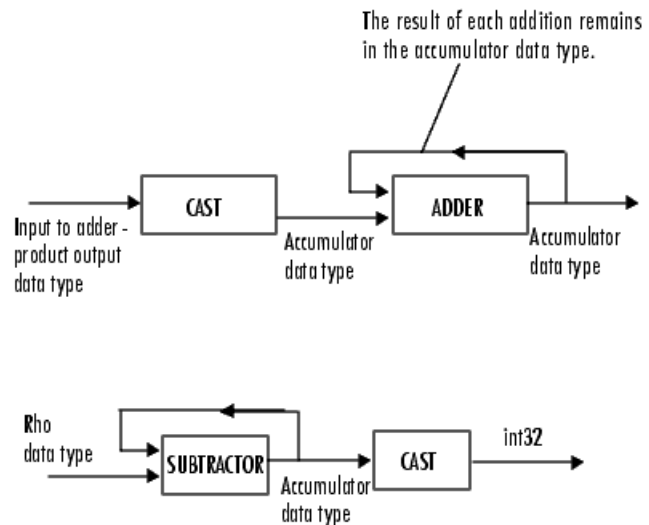 The result of each addition remains
in the accumulator data type.
CAST
ADDER
Input to adder -
product output
data type
Accumulator
data type
Accumulator
data type
Rho
data type
SUBTRACTOR
Accumulator
data type
CAST
int32